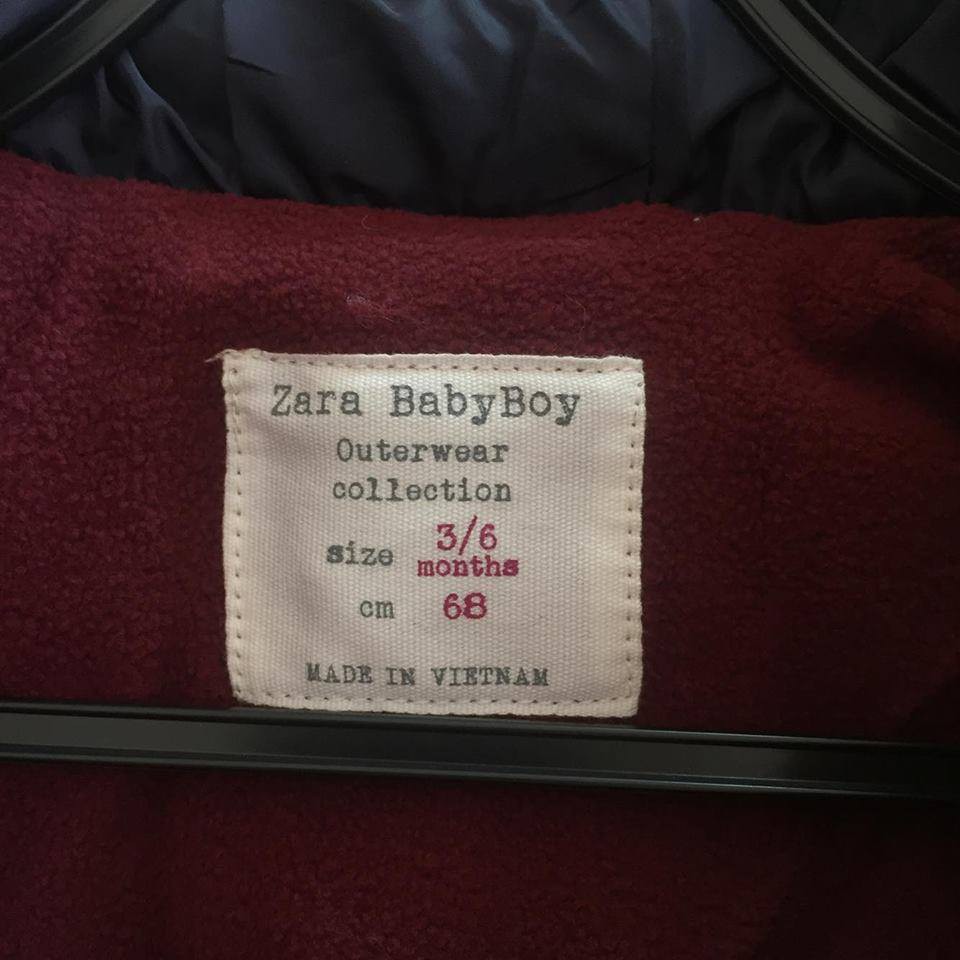 Zara BabyBoy
Outerwear
collection
size 3/6 months
cm 68
MADE IN VIETNAM